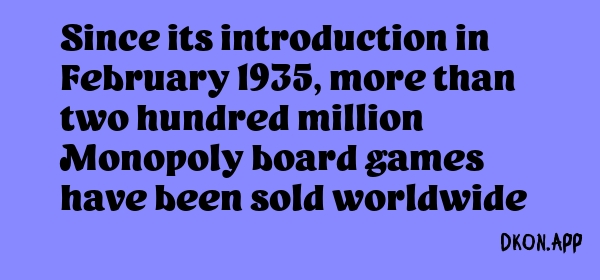 Since its introduction in
February 1935, more than
two hundred million
Monopoly board games
have been sold worldwide
DKON.APP